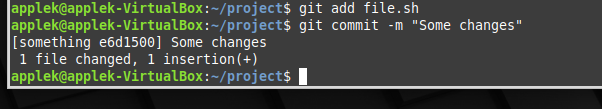 applek@applek-VirtualBox:~/project$ git add file.sh
applek@applek-VirtualBox:~/project$ git commit -m "Some changes"
[something e6d1500] Some changes
 1 file changed, 1 insertion(+)
applek@applek-VirtualBox:~/project$